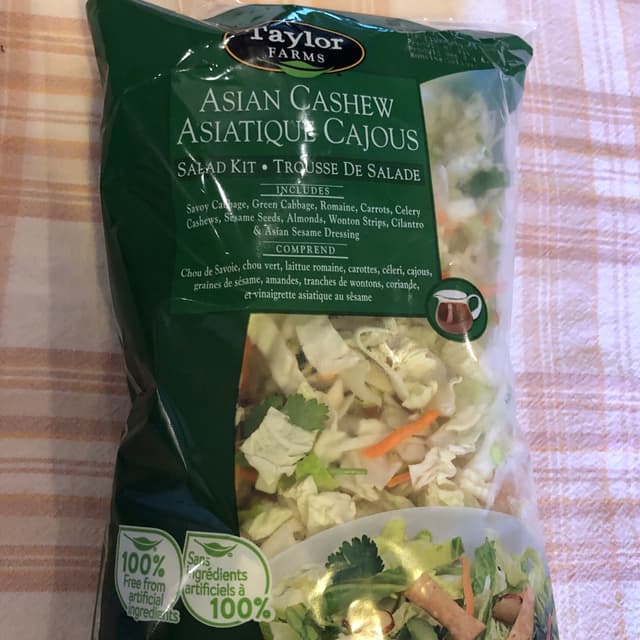 Taylor
FARMS
ASIAN CASHEW
ASIATIQUE CAJOUS
SALAD KIT • TROUSSE DE SALADE
INCLUDES
Savoy Cabbage, Green Cabbage, Romaine, Carrots, Celery
Cashews, Sesame Seeds, Almonds, Wonton Strips, Cilantro
& Asian Sesame Dressing
COMPREND
Chou de Savoie, chou vert, laittue romaine, carottes, céleri, cajous,
graines de sésame, amandes, tranches de wontons, coriande,
et vinaigrette asiatique au sésame
100%
Free from
artificial
ingredients
Sans
ingrédients
artificiels à
100%